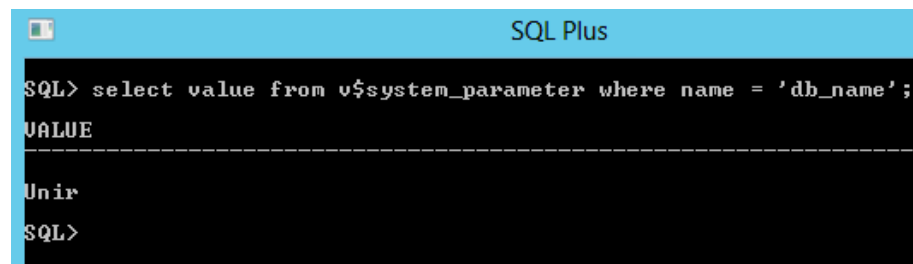 SQL Plus
SQL> select value from v$system_parameter where name = 'db_name';
VALUE
--------------------------------------------------------------------------------
Unir
SQL>